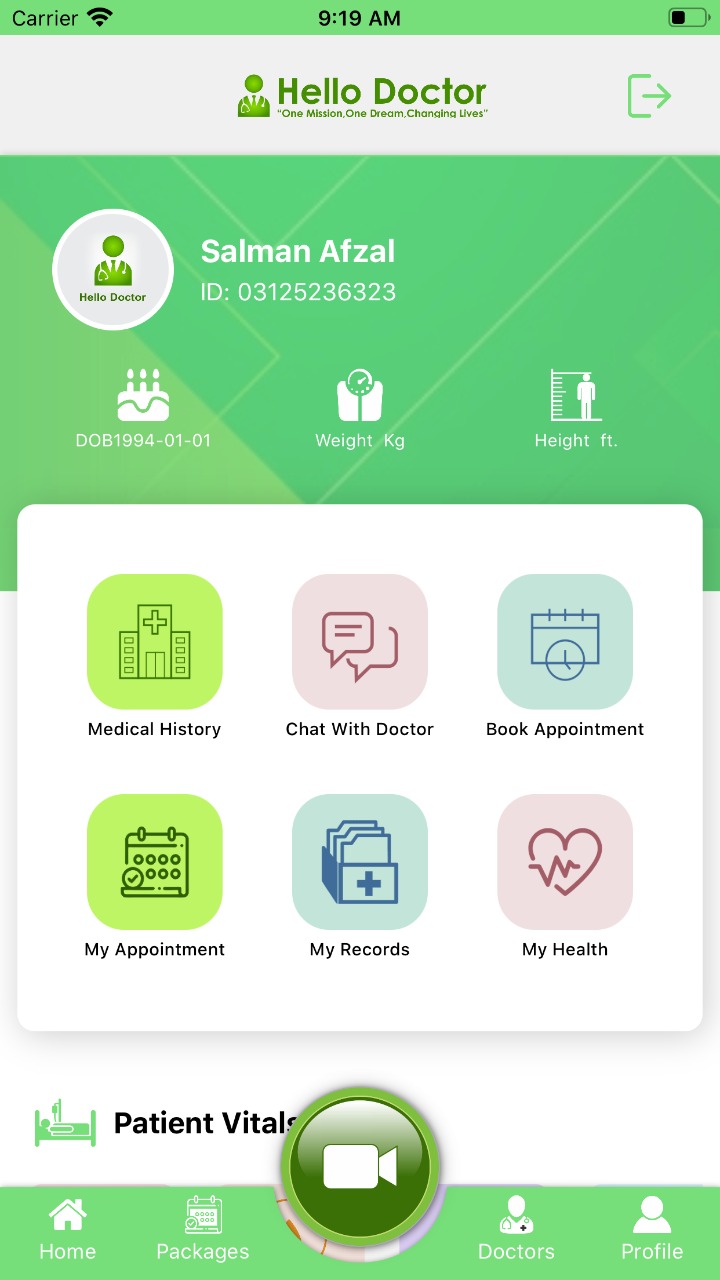 Carrier 9:19 AM
Hello Doctor
"One Mission,One Dream,Changing Lives"
Hello Doctor
Salman Afzal
ID: 03125236323
DOB1994-01-01 Weight Kg Height ft.
Medical History Chat With Doctor Book Appointment
My Appointment My Records My Health
Patient Vitals
Home Packages Doctors Profile